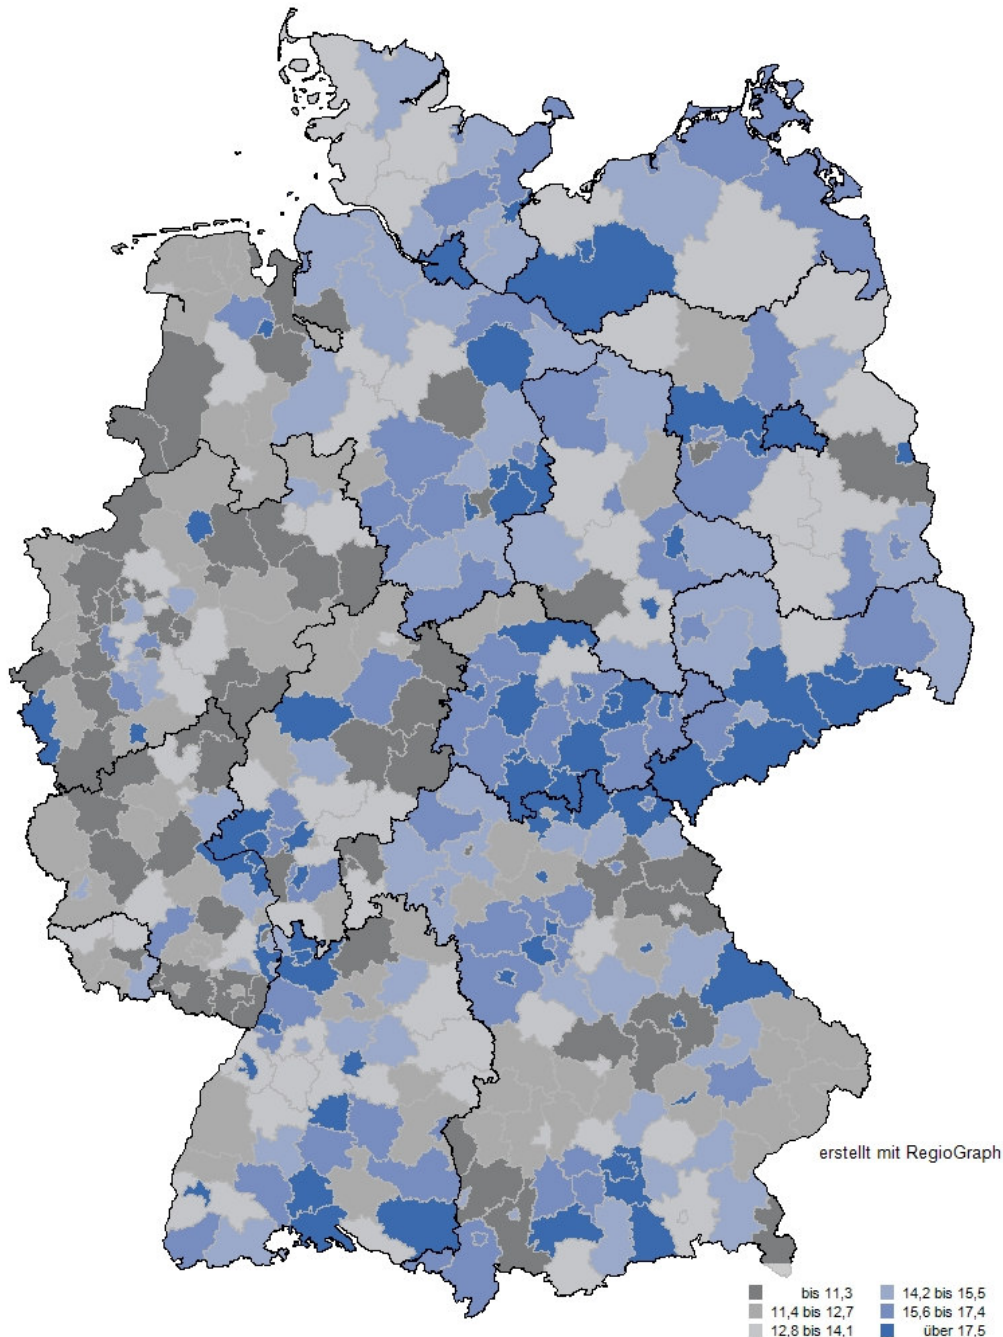 erstellt mit RegioGraph
bis 11,3
14,2 bis 15,5
11,4 bis 12,7
15,6 bis 17,4
12,8 bis 14,1
über 17,5